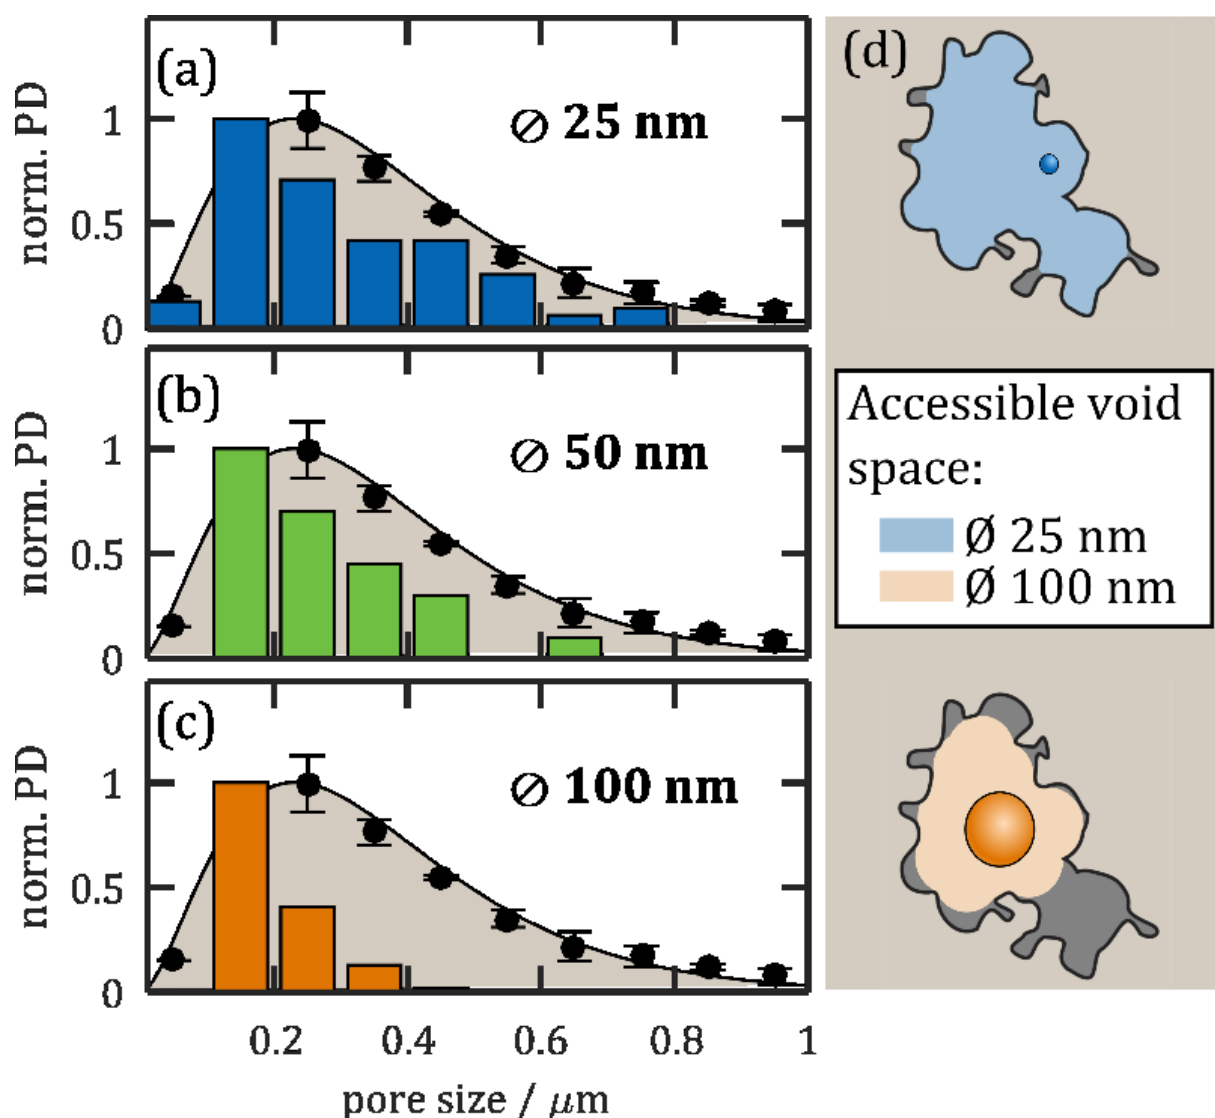 (a)
⌀ 25 nm
norm. PD
1
0.5
0
(b)
⌀ 50 nm
norm. PD
1
0.5
0
(c)
⌀ 100 nm
norm. PD
1
0.5
0
0.2 0.4 0.6 0.8 1
pore size / μm
(d)
Accessible void
space:
Ø 25 nm
Ø 100 nm